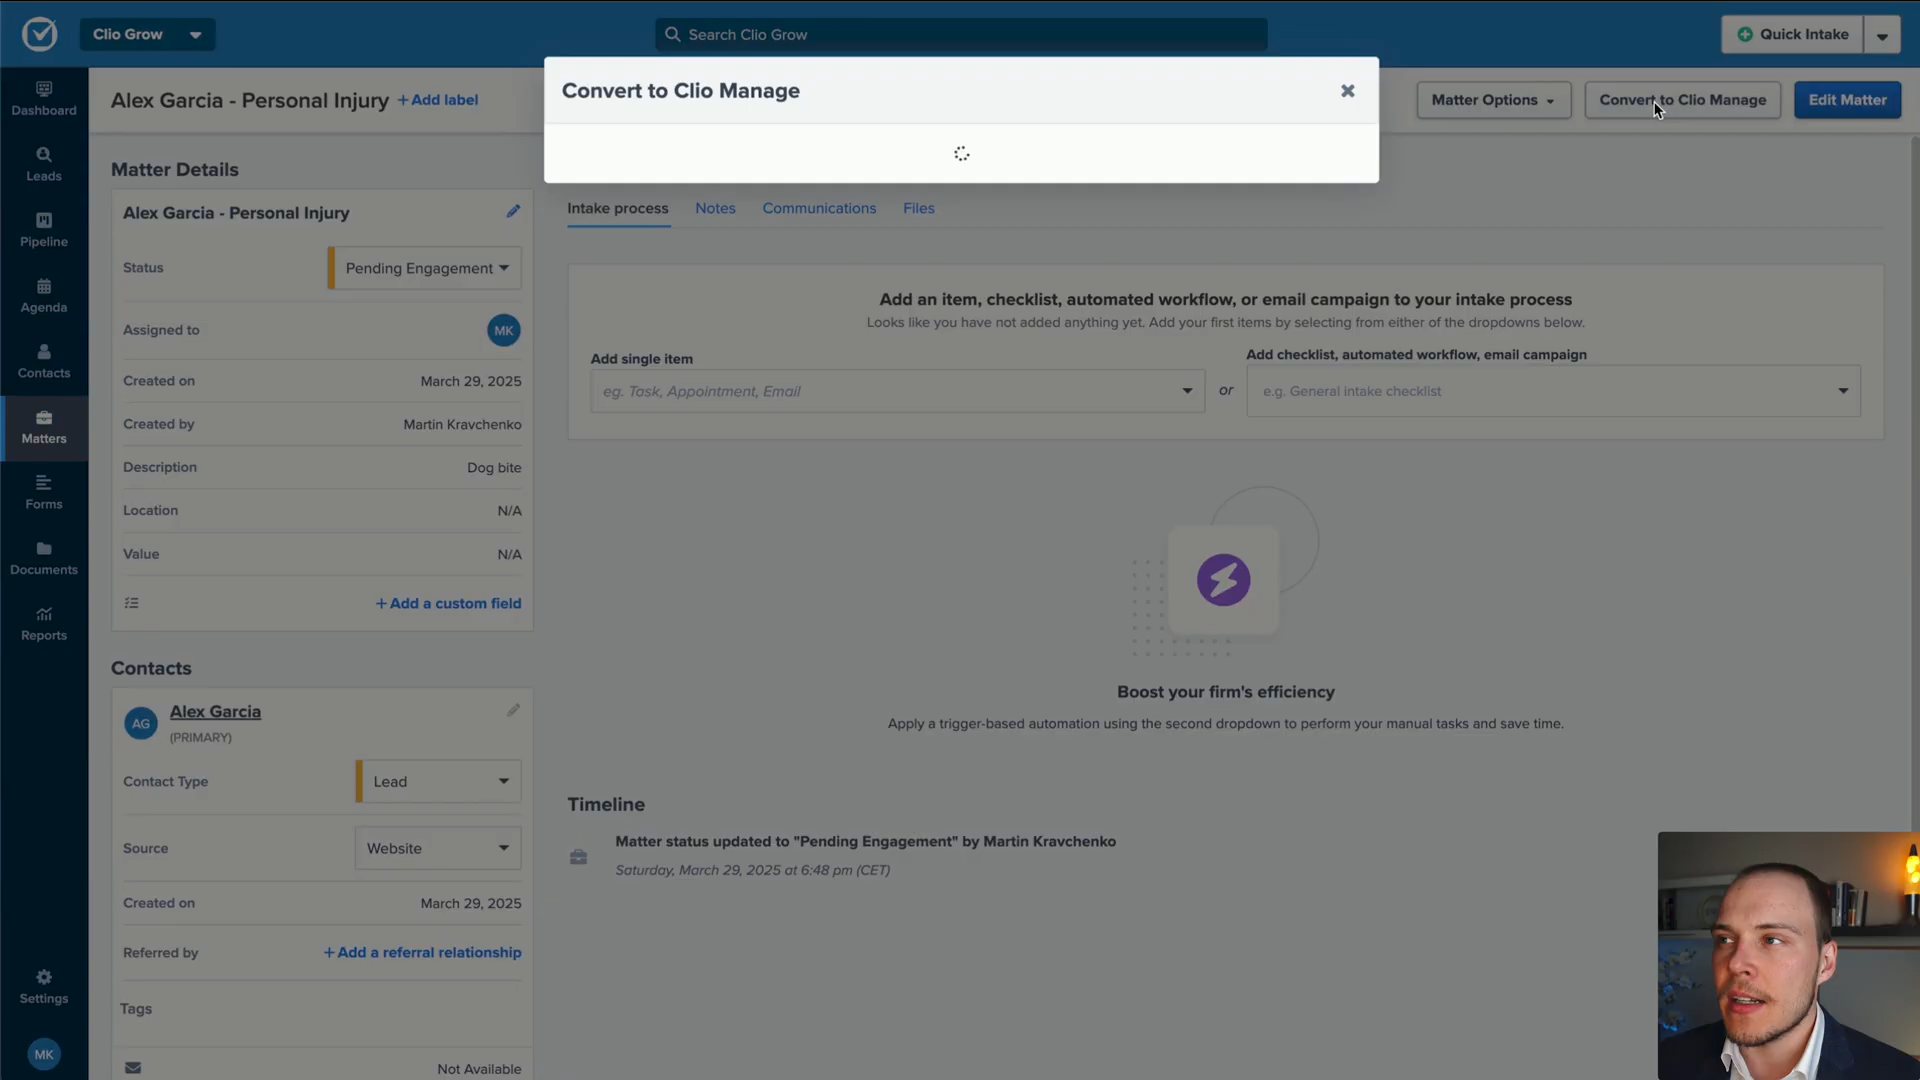 Clio Grow
Search Clio Grow
Quick Intake
Dashboard
Leads
Pipeline
Agenda
Contacts
Matters
Forms
Documents
Reports
Settings
MK
Alex Garcia - Personal Injury
+ Add label
Matter Options
Convert to Clio Manage
Edit Matter
Convert to Clio Manage
Matter Details
Alex Garcia - Personal Injury
Status Pending Engagement
Assigned to MK
Created on March 29, 2025
Created by Martin Kravchenko
Description Dog bite
Location N/A
Value N/A
+ Add a custom field
Contacts
AG Alex Garcia
(PRIMARY)
Contact Type Lead
Source Website
Created on March 29, 2025
Referred by + Add a referral relationship
Tags
Not Available
Intake process Notes Communications Files
Add an item, checklist, automated workflow, or email campaign to your intake process
Looks like you have not added anything yet. Add your first items by selecting from either of the dropdowns below.
Add single item
eg. Task, Appointment, Email
or
Add checklist, automated workflow, email campaign
e.g. General intake checklist
Boost your firm's efficiency
Apply a trigger-based automation using the second dropdown to perform your manual tasks and save time.
Timeline
Matter status updated to "Pending Engagement" by Martin Kravchenko
Saturday, March 29, 2025 at 6:48 pm (CET)